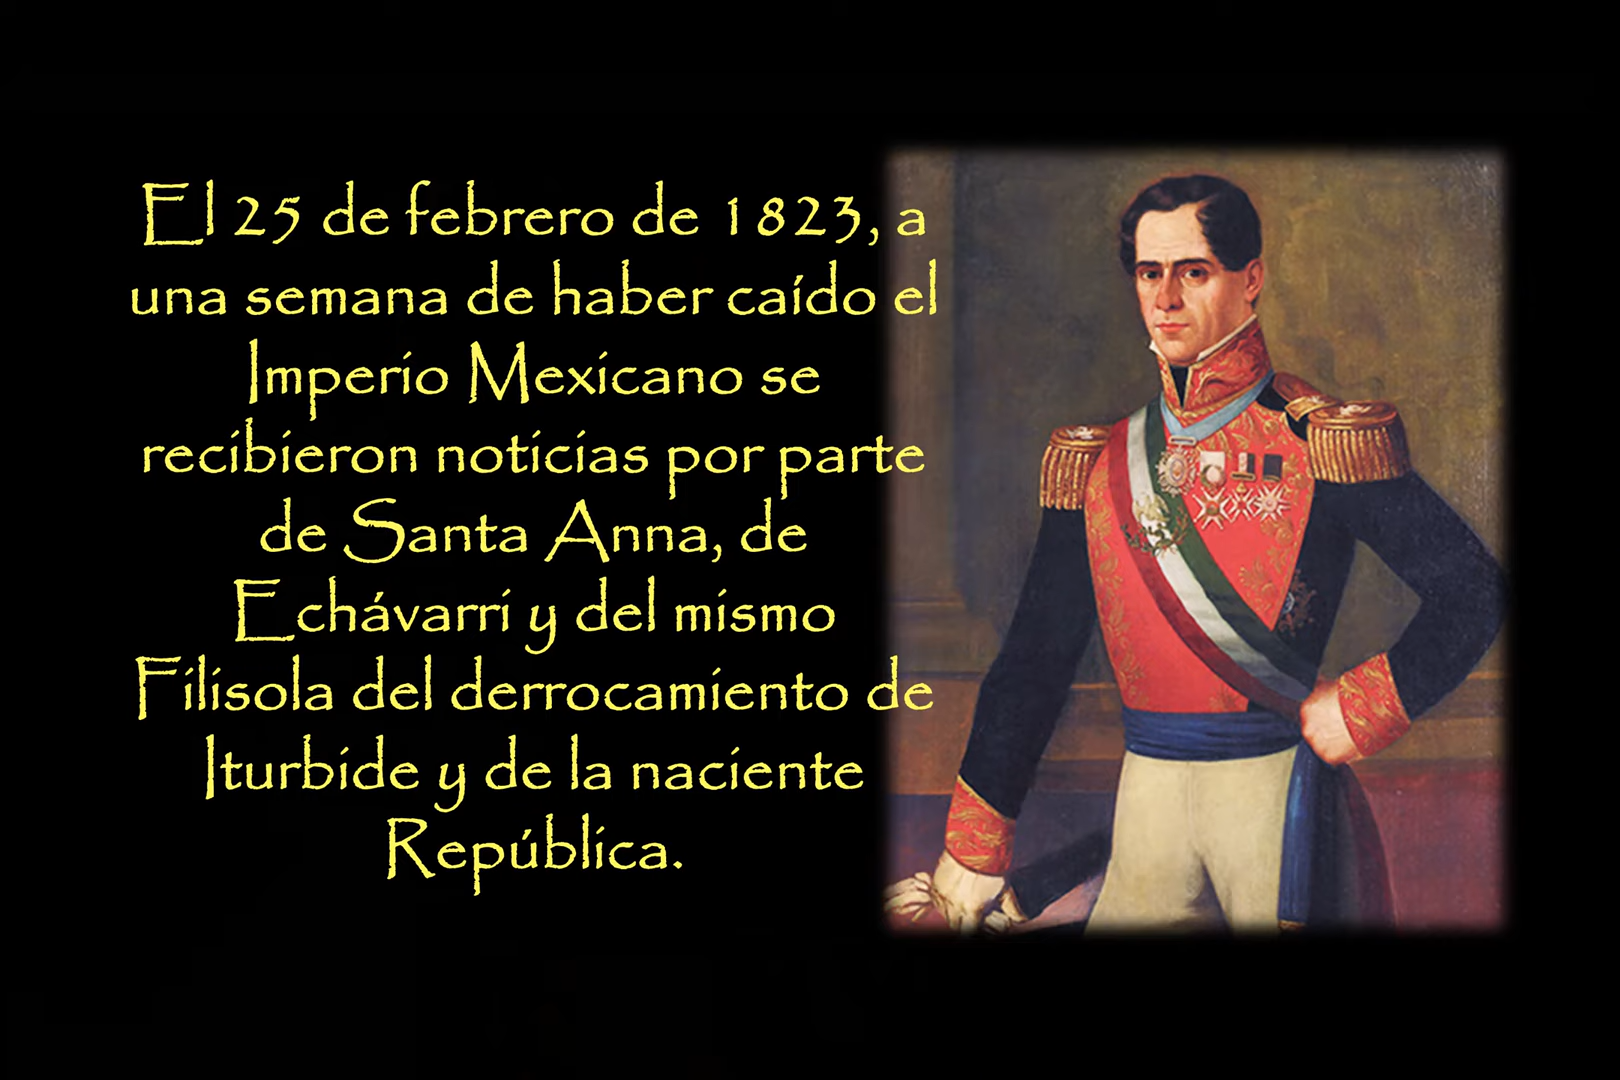 El 25 de febrero de 1823, a
una semana de haber caído el
Imperio Mexicano se
recibieron noticias por parte
de Santa Anna, de
Echávarri y del mismo
Filisola del derrocamiento de
Iturbide y de la naciente
República.